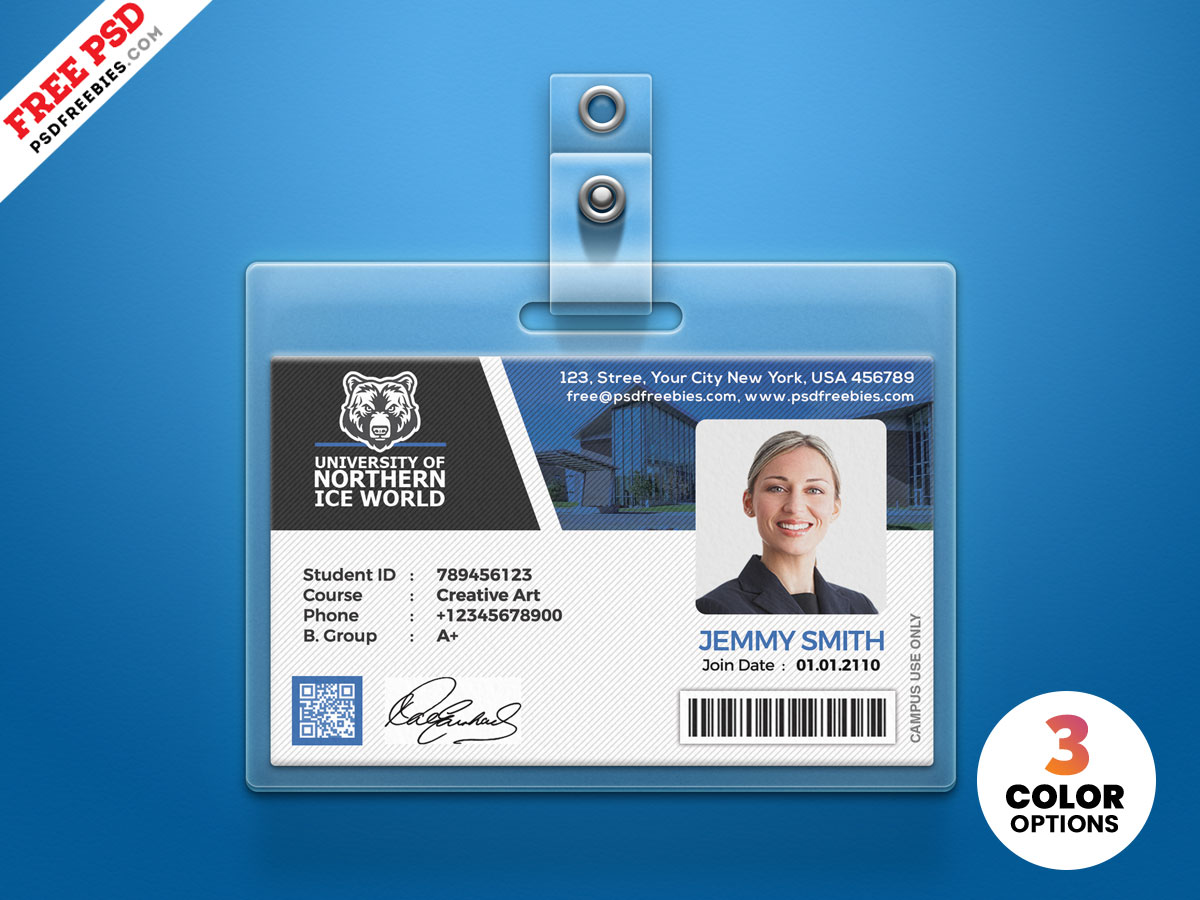 FREE PSD
PSDFREEBIES.COM
123, Stree, Your City New York, USA 456789
free@psdfreebies.com, www.psdfreebies.com
UNIVERSITY OF
NORTHERN
ICE WORLD
Student ID : 789456123
Course : Creative Art
Phone : +12345678900
B. Group : A+
JEMMY SMITH
Join Date : 01.01.2110
CAMPUS USE ONLY
3
COLOR
OPTIONS